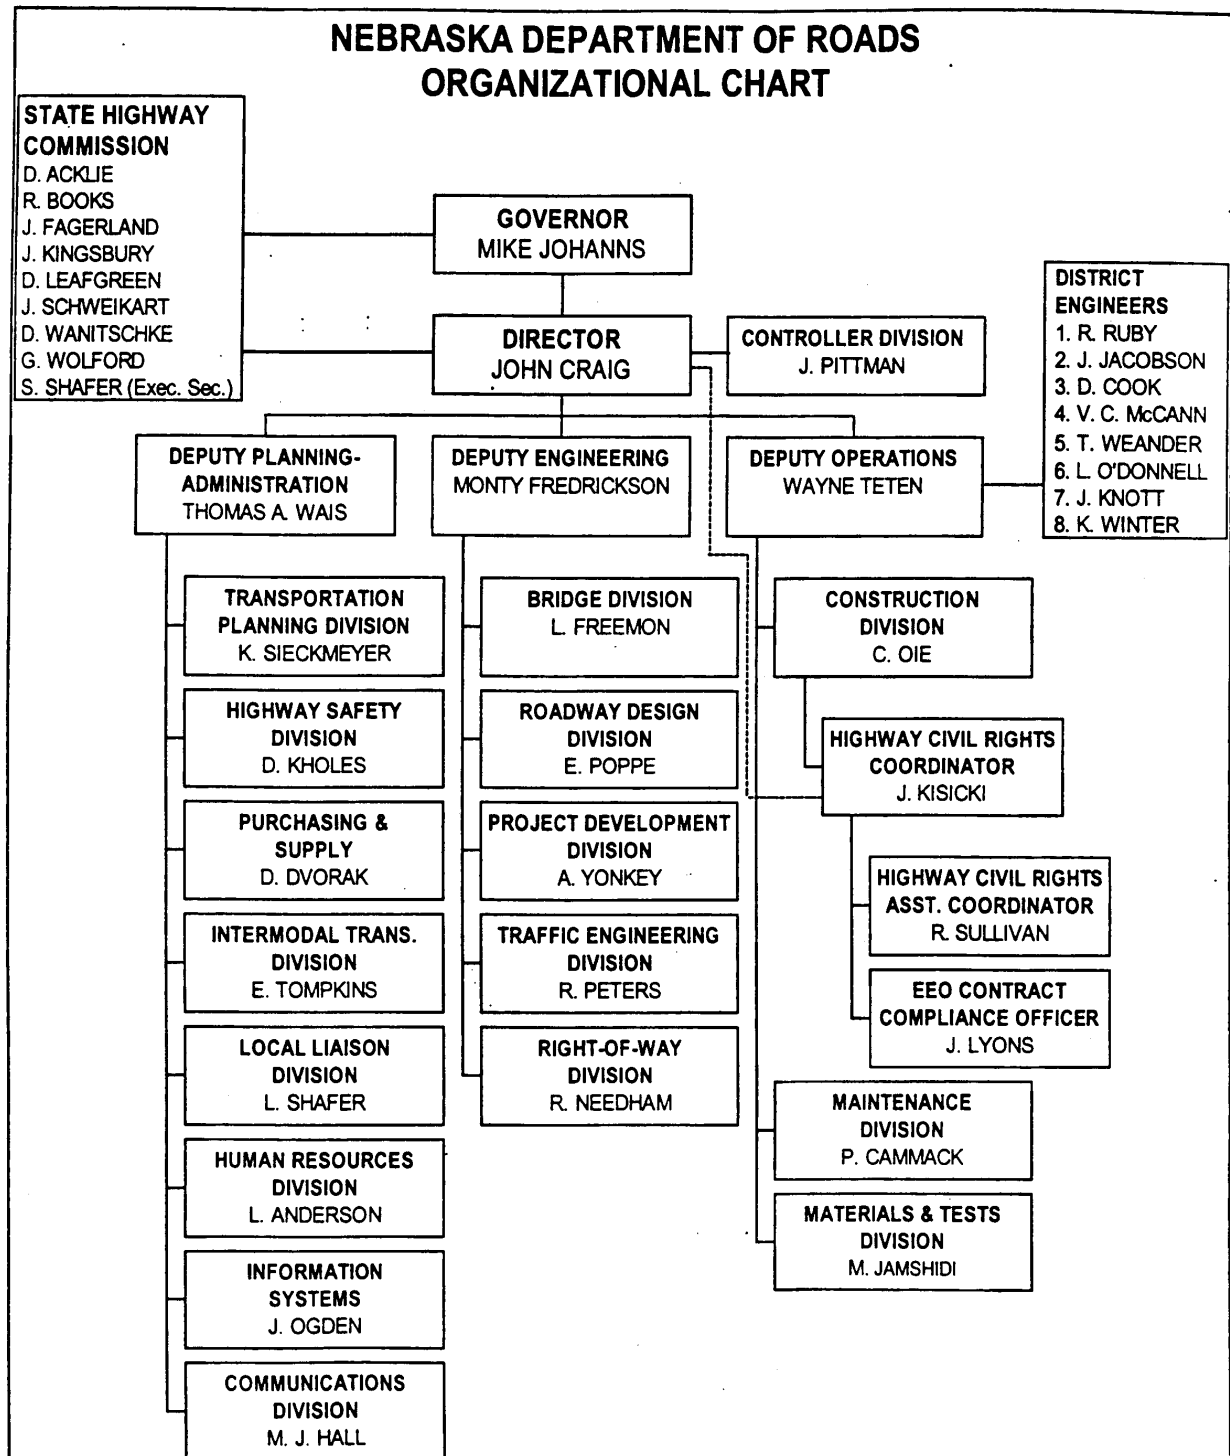 NEBRASKA DEPARTMENT OF ROADS
ORGANIZATIONAL CHART
STATE HIGHWAY
COMMISSION
D. ACKLIE
R. BOOKS
J. FAGERLAND
J. KINGSBURY
D. LEAFGREEN
J. SCHWEIKART
D. WANITSCHKE
G. WOLFORD
S. SHAFER (Exec. Sec.)
GOVERNOR
MIKE JOHANNS
DIRECTOR
JOHN CRAIG
CONTROLLER DIVISION
J. PITTMAN
DISTRICT
ENGINEERS
1. R. RUBY
2. J. JACOBSON
3. D. COOK
4. V. C. McCANN
5. T. WEANDER
6. L. O'DONNELL
7. J. KNOTT
8. K. WINTER
DEPUTY PLANNING-
ADMINISTRATION
THOMAS A. WAIS
DEPUTY ENGINEERING
MONTY FREDRICKSON
DEPUTY OPERATIONS
WAYNE TETEN
TRANSPORTATION
PLANNING DIVISION
K. SIECKMEYER
HIGHWAY SAFETY
DIVISION
D. KHOLES
PURCHASING &
SUPPLY
D. DVORAK
INTERMODAL TRANS.
DIVISION
E. TOMPKINS
LOCAL LIAISON
DIVISION
L. SHAFER
HUMAN RESOURCES
DIVISION
L. ANDERSON
INFORMATION
SYSTEMS
J. OGDEN
COMMUNICATIONS
DIVISION
M. J. HALL
BRIDGE DIVISION
L. FREEMON
ROADWAY DESIGN
DIVISION
E. POPPE
PROJECT DEVELOPMENT
DIVISION
A. YONKEY
TRAFFIC ENGINEERING
DIVISION
R. PETERS
RIGHT-OF-WAY
DIVISION
R. NEEDHAM
CONSTRUCTION
DIVISION
C. OIE
HIGHWAY CIVIL RIGHTS
COORDINATOR
J. KISICKI
HIGHWAY CIVIL RIGHTS
ASST. COORDINATOR
R. SULLIVAN
EEO CONTRACT
COMPLIANCE OFFICER
J. LYONS
MAINTENANCE
DIVISION
P. CAMMACK
MATERIALS & TESTS
DIVISION
M. JAMSHIDI